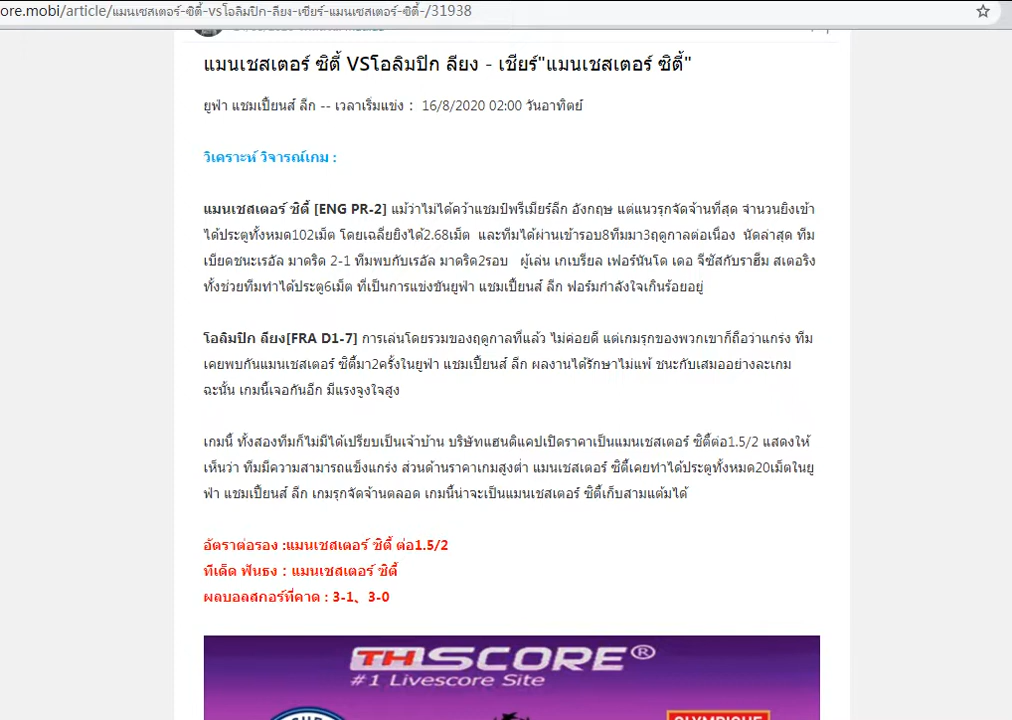 ore.mobi/article/แมนเชสเตอร์-ซิตี้-vsโอลิมปิก-ลียง-เชียร์-แมนเชสเตอร์-ซิตี้-/31938
แมนเชสเตอร์ ซิตี้ VSโอลิมปิก ลียง - เชียร์"แมนเชสเตอร์ ซิตี้"
ยูฟ่า แชมเปี้ยนส์ ลีก -- เวลาเริ่มแข่ง : 16/8/2020 02:00 วันอาทิตย์
วิเคราะห์ วิจารณ์เกม :
แมนเชสเตอร์ ซิตี้ [ENG PR-2] แม้ว่าไม่ได้คว้าแชมป์พรีเมียร์ลีก อังกฤษ แต่แนวรุกจัดจ้านที่สุด จำนวนยิงเข้า
ได้ประตูทั้งหมด102เม็ด โดยเฉลี่ยยิงได้2.68เม็ด และทีมได้ผ่านเข้ารอบ8ทีมมา3ฤดูกาลต่อเนื่อง นัดล่าสุด ทีม
เบียดชนะเรอัล มาดริด 2-1 ทีมพบกับเรอัล มาดริด2รอบ ผู้เล่น เกเบรียล เฟอร์นันโด เดอ จีซัสกับราฮีม สเตอริง
ทั้งช่วยทีมทำได้ประตู6เม็ด ที่เป็นการแข่งขันยูฟ่า แชมเปี้ยนส์ ลีก ฟอร์มกำลังใจเกินร้อยอยู่
โอลิมปิก ลียง[FRA D1-7] การเล่นโดยรวมของฤดูกาลที่แล้ว ไม่ค่อยดี แต่เกมรุกของพวกเขาก็ถือว่าแกร่ง ทีม
เคยพบกันแมนเชสเตอร์ ซิตี้มา2ครั้งในยูฟ่า แชมเปี้ยนส์ ลีก ผลงานได้รักษาไม่แพ้ ชนะกับเสมออย่างละเกม
ฉะนั้น เกมนี้เจอกันอีก มีแรงจูงใจสูง
เกมนี้ ทั้งสองทีมก็ไม่มีได้เปรียบเป็นเจ้าบ้าน บริษัทแฮนดิแคปเปิดราคาเป็นแมนเชสเตอร์ ซิตี้ต่อ1.5/2 แสดงให้
เห็นว่า ทีมมีความสามารถแข็งแกร่ง ส่วนด้านราคาเกมสูงต่ำ แมนเชสเตอร์ ซิตี้เคยทำได้ประตูทั้งหมด20เม็ดในยู
ฟ่า แชมเปี้ยนส์ ลีก เกมรุกจัดจ้านตลอด เกมนี้น่าจะเป็นแมนเชสเตอร์ ซิตี้เก็บสามแต้มได้
อัตราต่อรอง :แมนเชสเตอร์ ซิตี้ ต่อ1.5/2
ทีเด็ด ฟันธง : แมนเชสเตอร์ ซิตี้
ผลบอลสกอร์ที่คาด : 3-1、3-0
THSCORE®
#1 Livescore Site
OLYMPIQUE